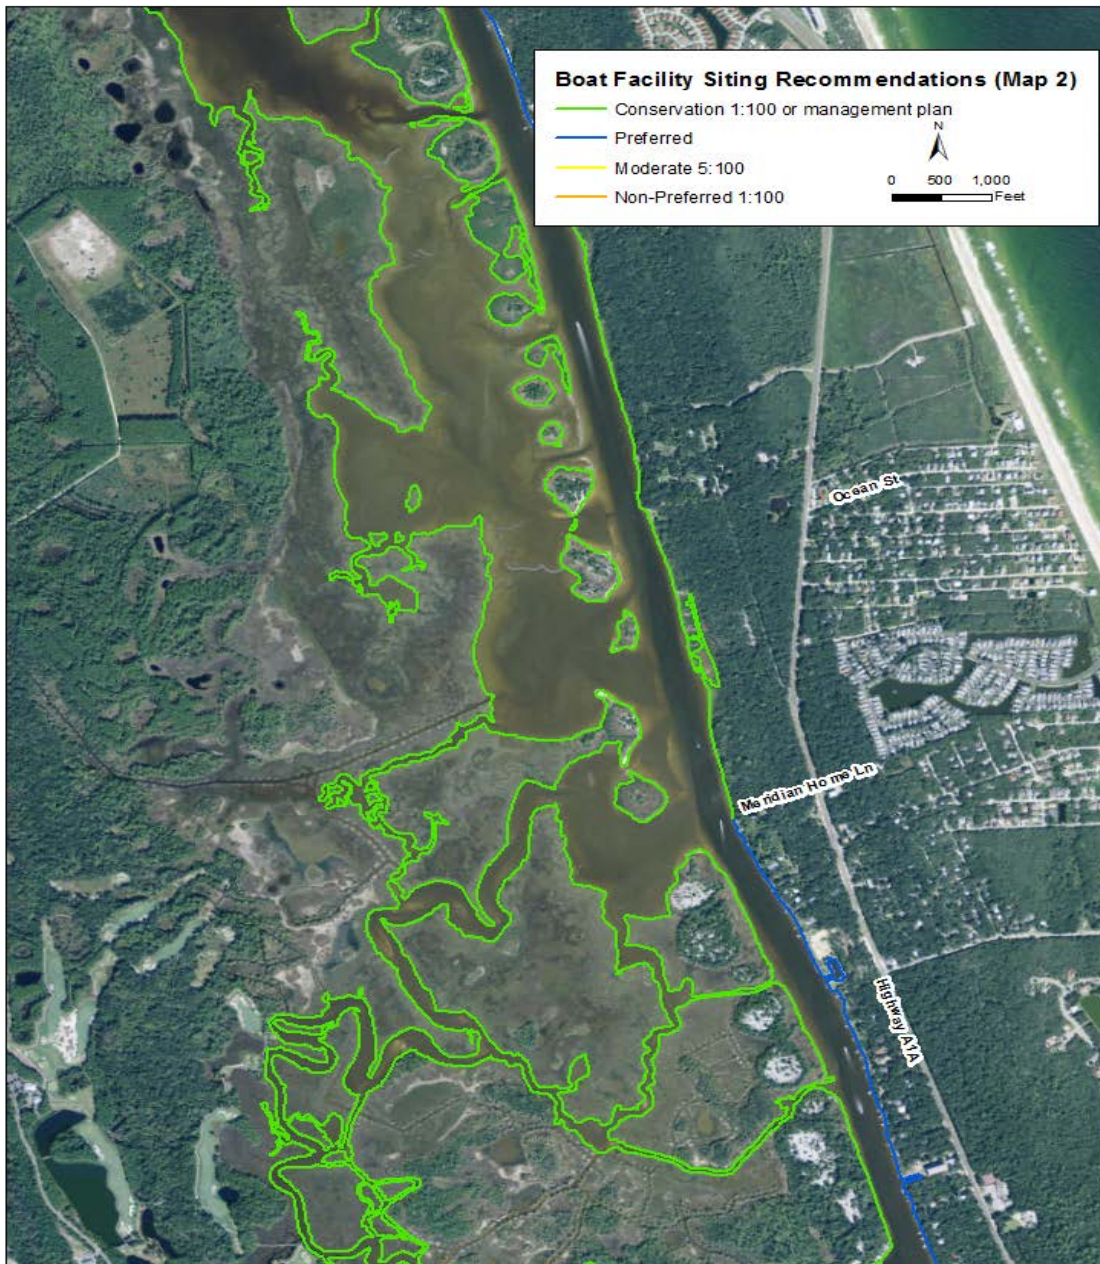 Boat Facility Siting Recommendations (Map 2)
Conservation 1:100 or management plan
Preferred
Moderate 5:100
Non-Preferred 1:100
N
0 500 1,000
Feet
Ocean St
Meridian Home Ln
Highway A1A